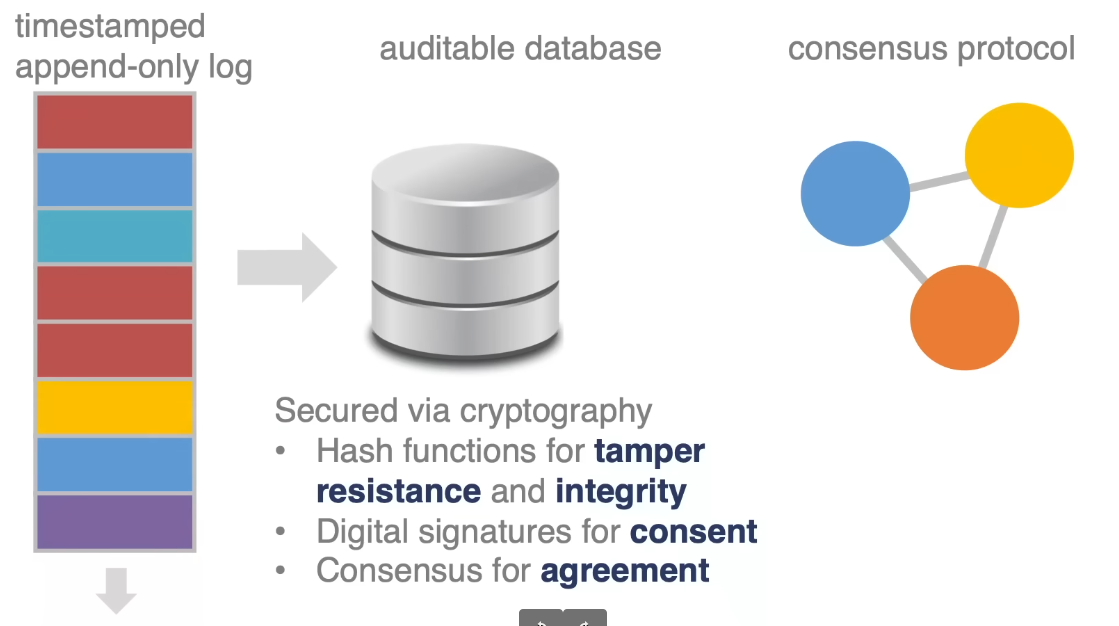 timestamped
append-only log
auditable database
consensus protocol
Secured via cryptography
• Hash functions for tamper
resistance and integrity
• Digital signatures for consent
• Consensus for agreement